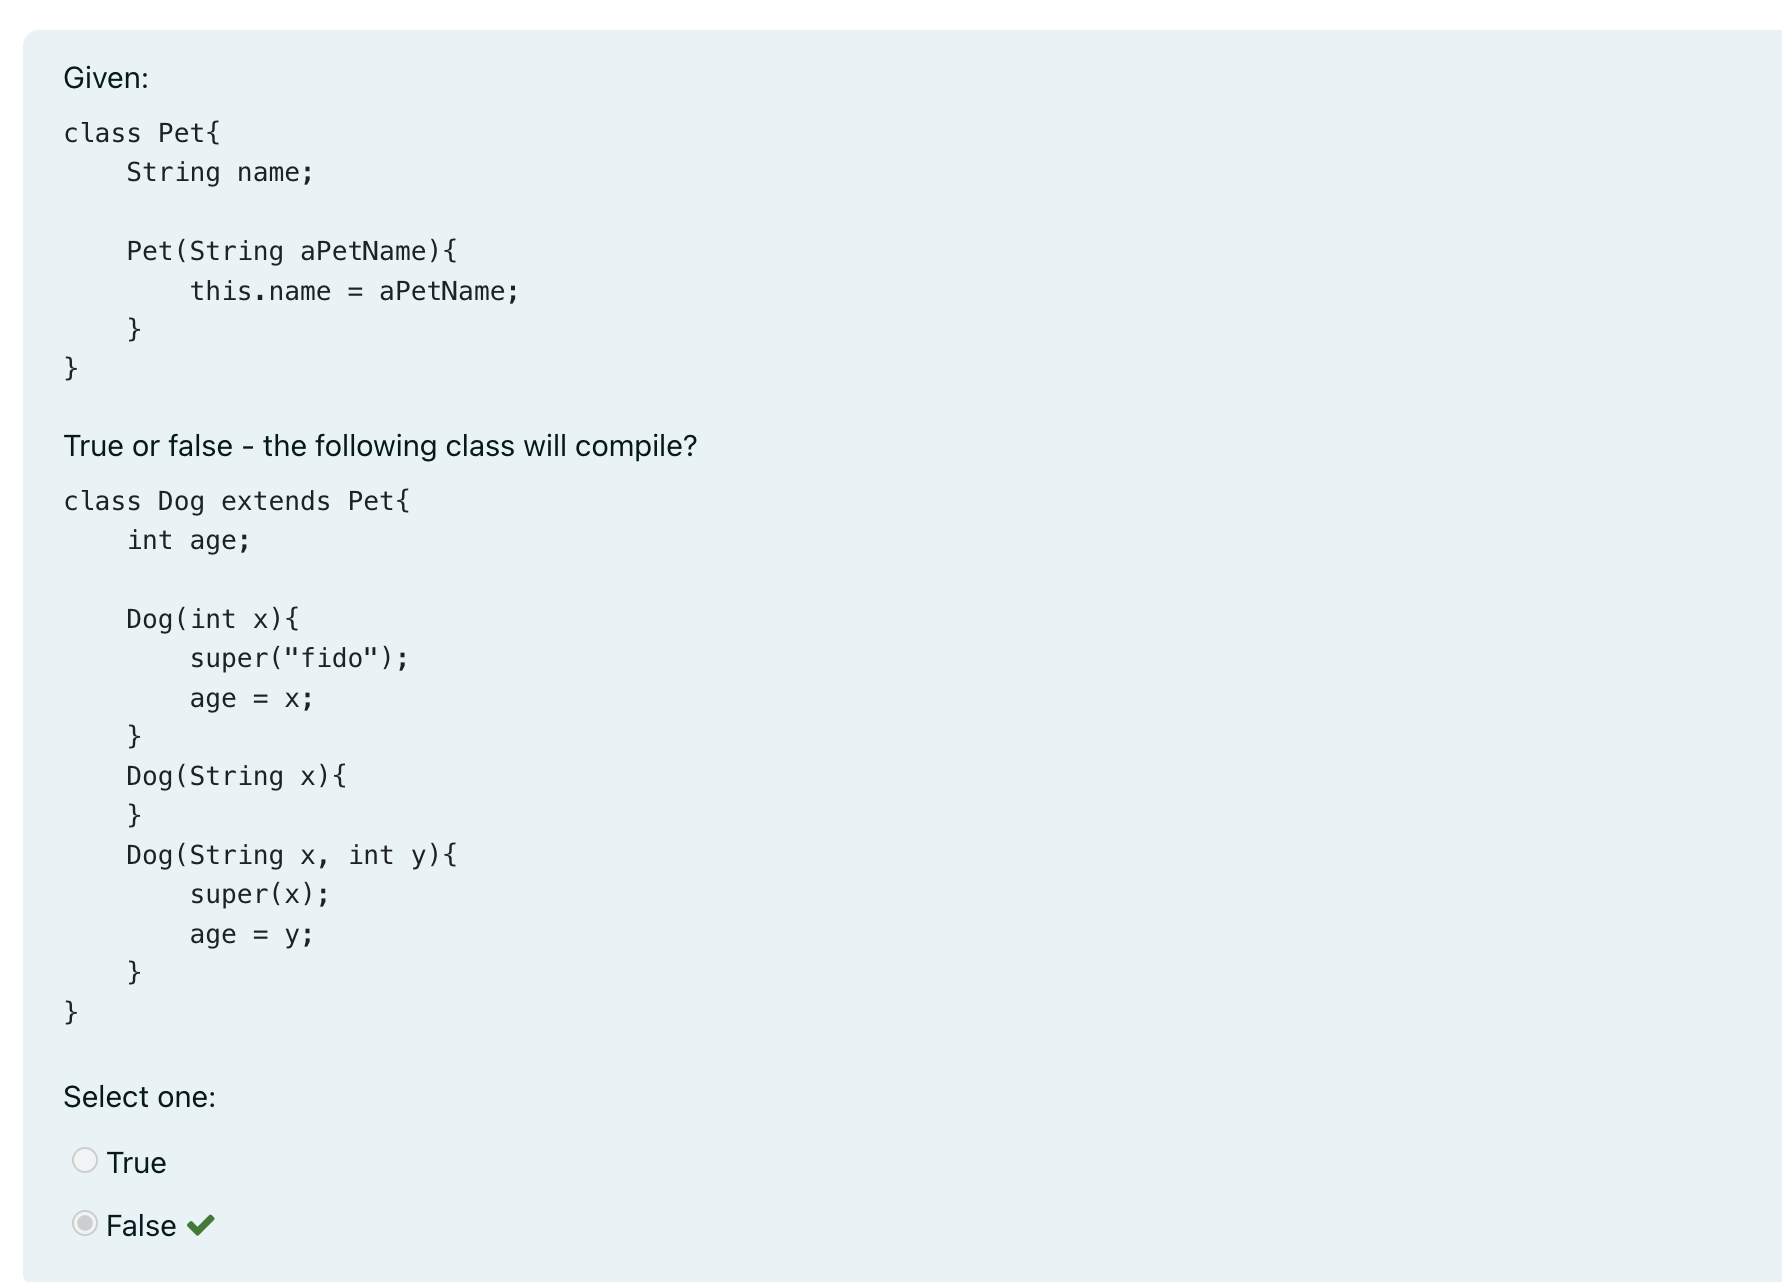 Given:
class Pet{
    String name;

    Pet(String aPetName){
        this.name = aPetName;
    }
}
True or false - the following class will compile?
class Dog extends Pet{
    int age;

    Dog(int x){
        super("fido");
        age = x;
    }
    Dog(String x){
    }
    Dog(String x, int y){
        super(x);
        age = y;
    }
}
Select one:
True
False